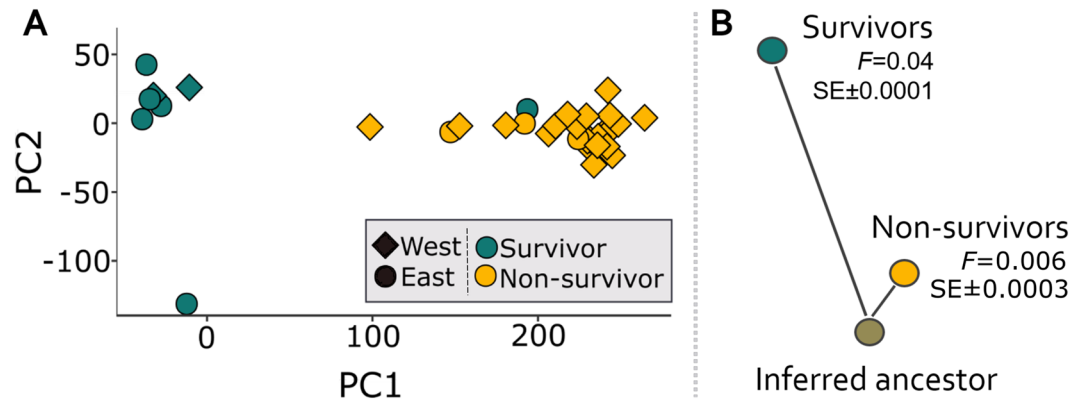 A
50
0
-50
-100
PC2
0
100
200
PC1
West
East
Survivor
Non-survivor
B
Survivors
F=0.04
SE±0.0001
Non-survivors
F=0.006
SE±0.0003
Inferred ancestor